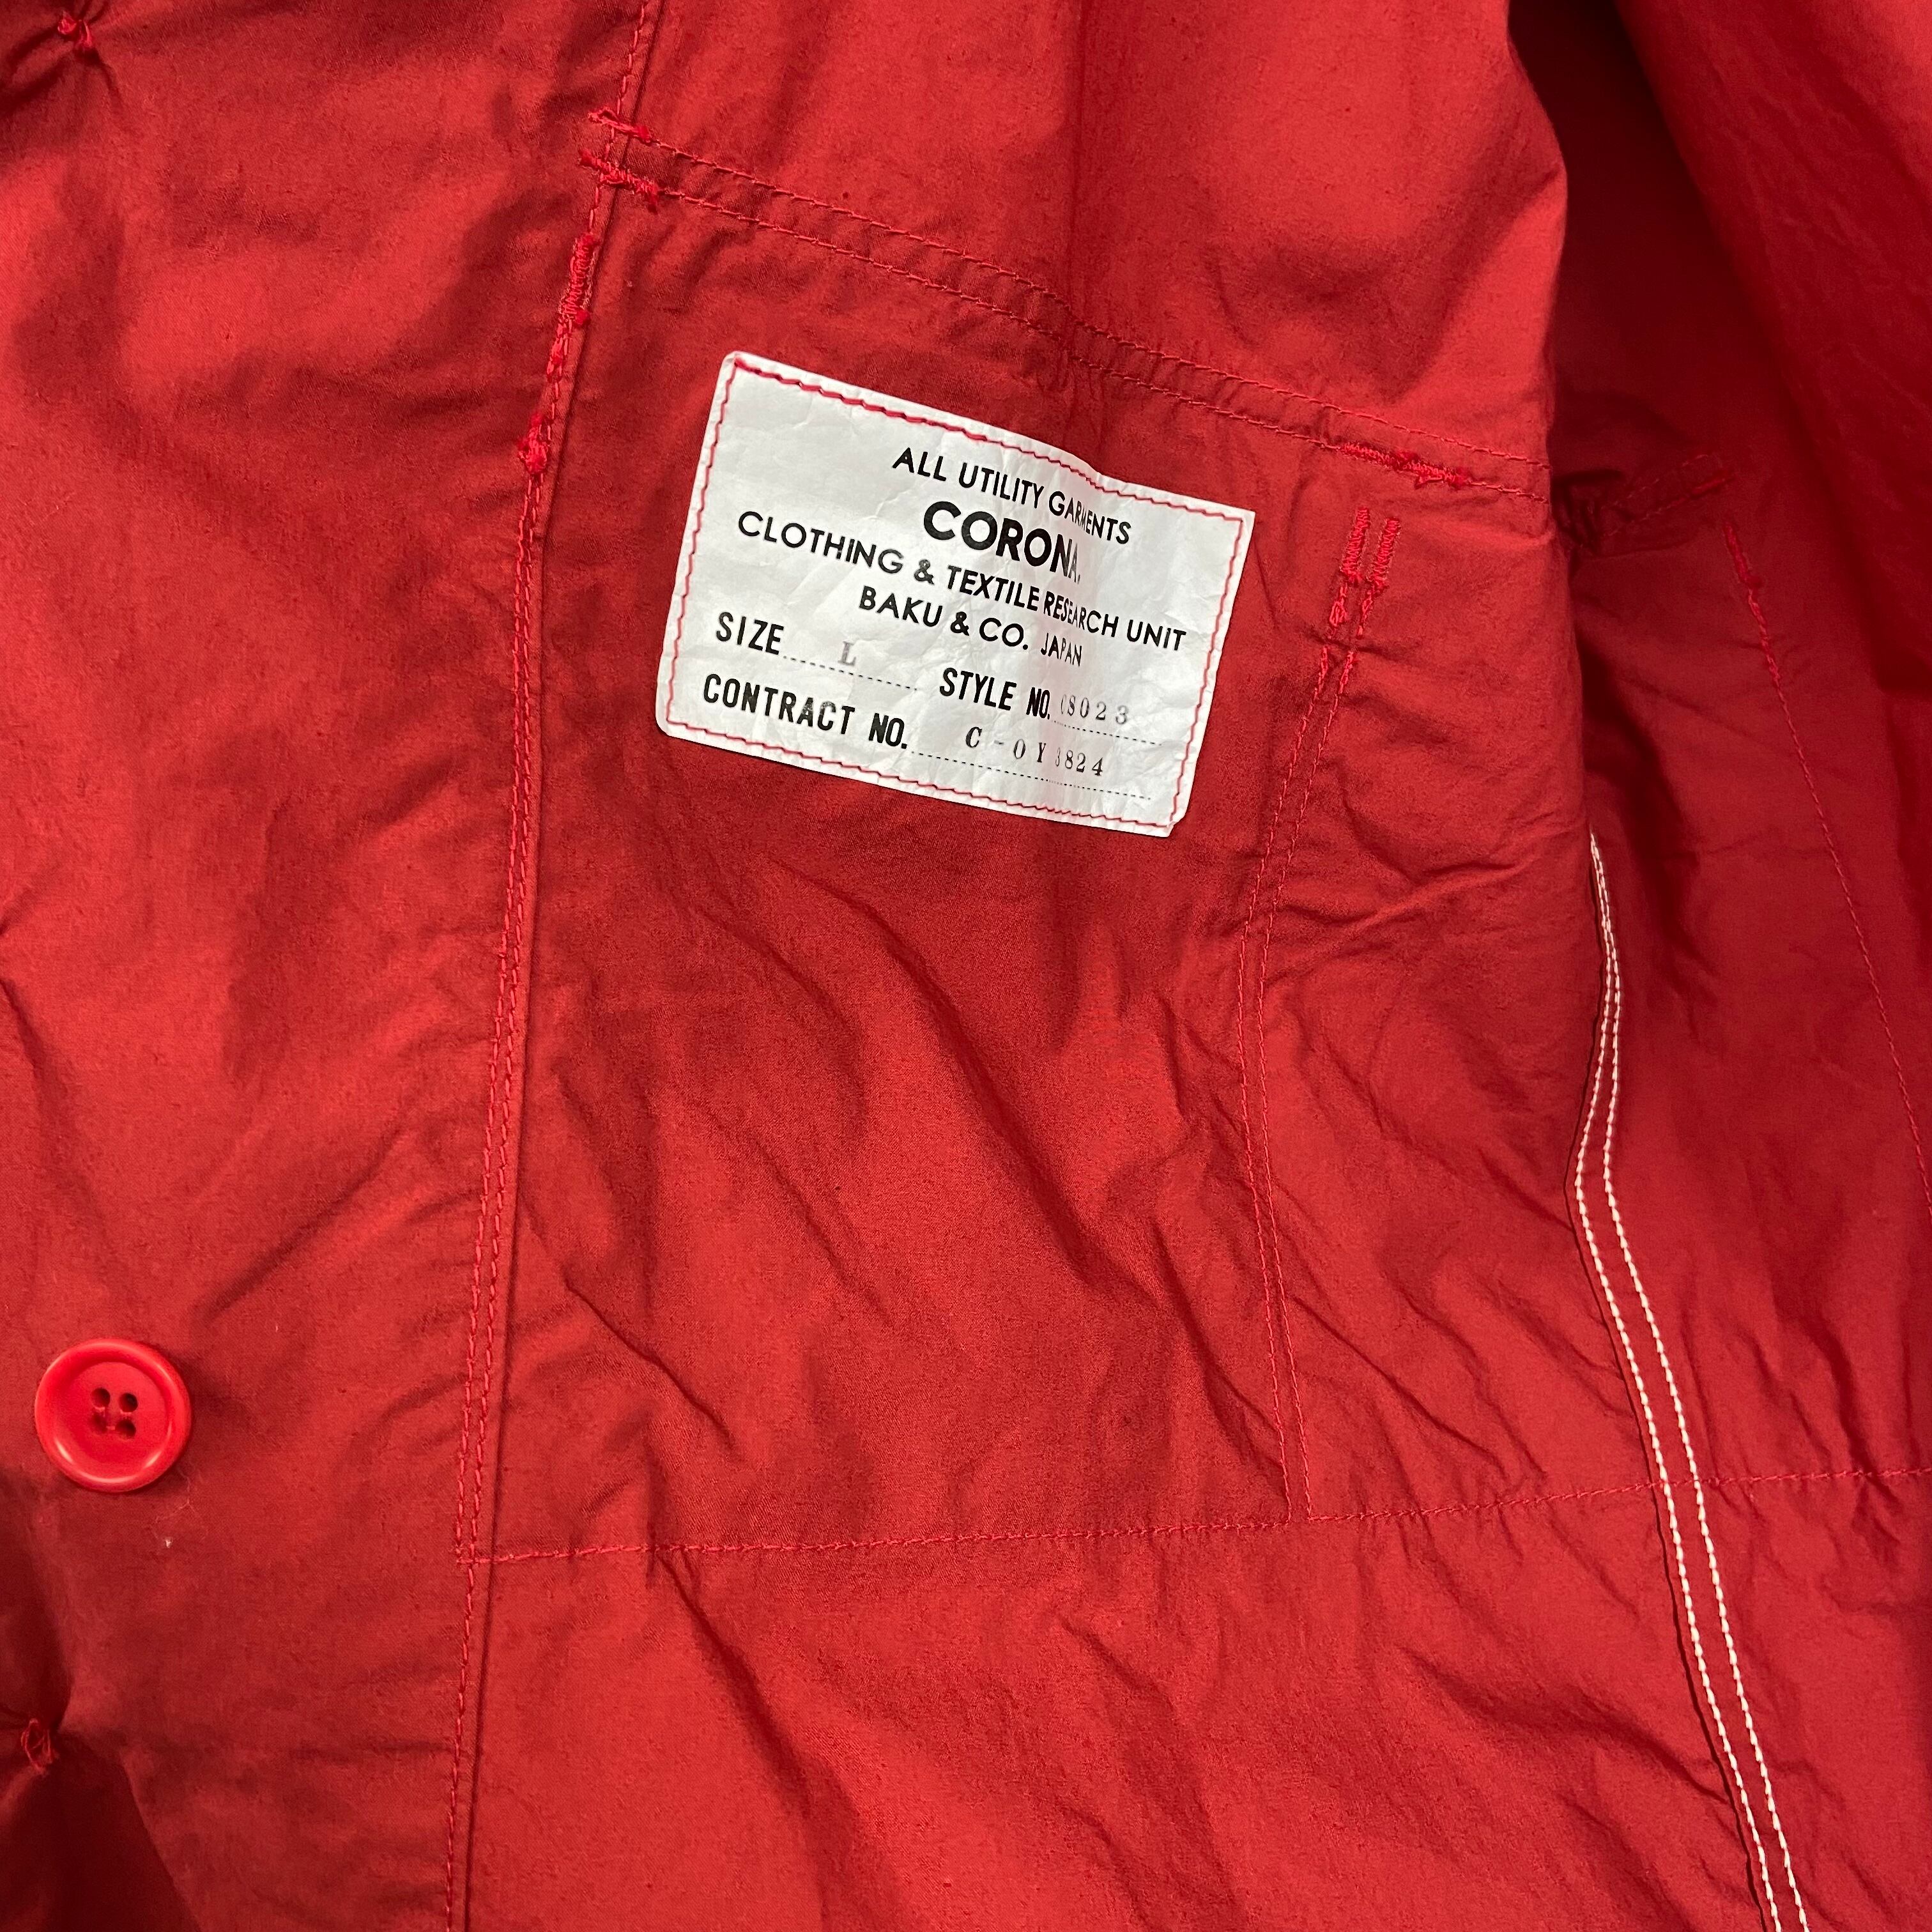 ALL UTILITY GARMENTS
CORONA
CLOTHING & TEXTILE RESEARCH UNIT
BAKU & CO. JAPAN
SIZE L STYLE NO.
CONTRACT NO.